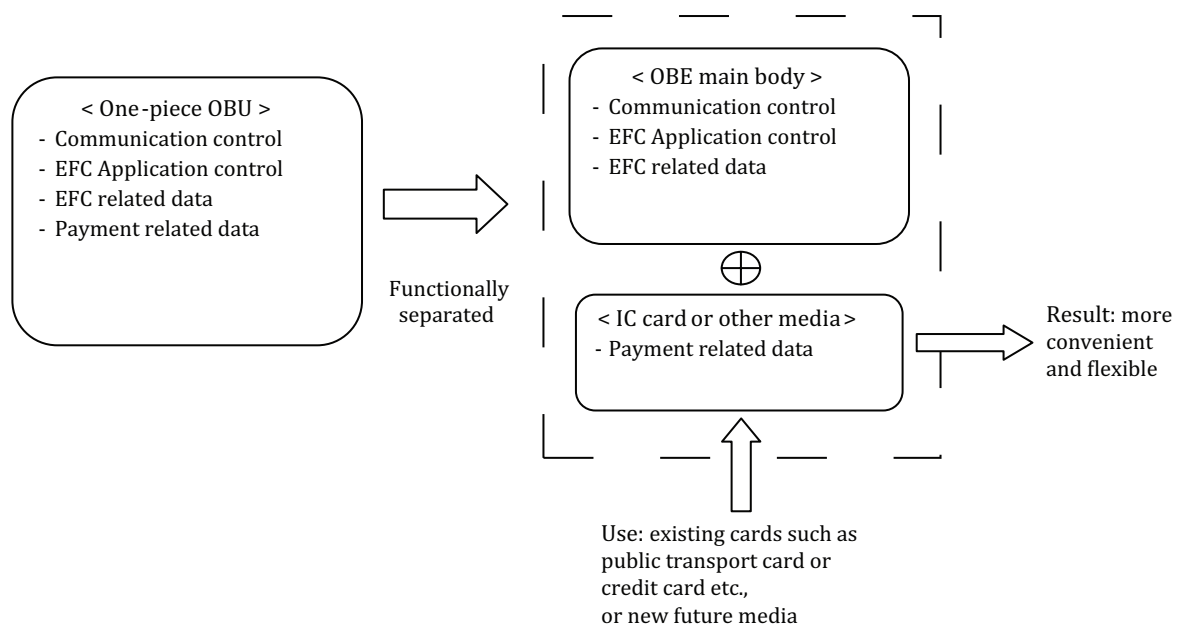 < One-piece OBU >
- Communication control
- EFC Application control
- EFC related data
- Payment related data
Functionally
separated
< OBE main body >
- Communication control
- EFC Application control
- EFC related data
< IC card or other media >
- Payment related data
Result: more
convenient
and flexible
Use: existing cards such as
public transport card or
credit card etc.,
or new future media